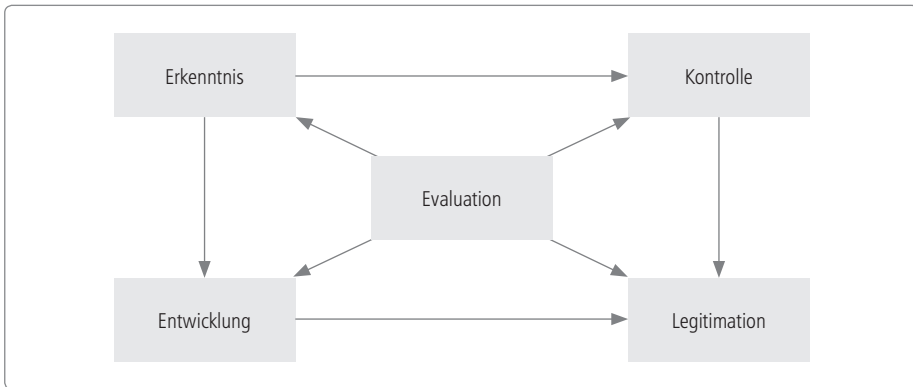 Erkenntnis
Kontrolle
Evaluation
Entwicklung
Legitimation